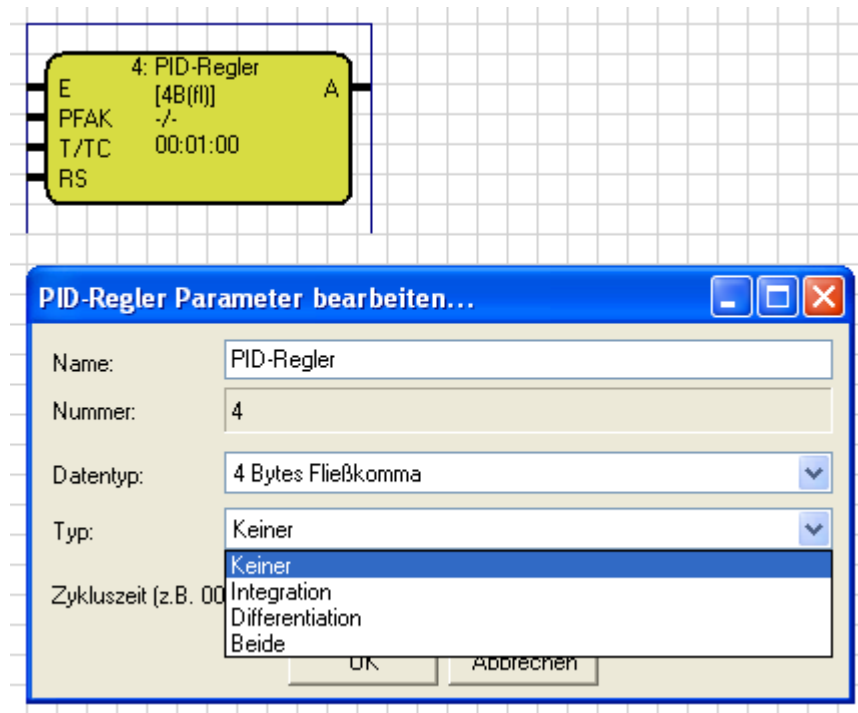 4: PID-Regler
E [4B(fl)] A
PFAK -/-
T/TC 00:01:00
RS
PID-Regler Parameter bearbeiten...
Name: PID-Regler
Nummer: 4
Datentyp: 4 Bytes Fließkomma
Typ: Keiner
Keiner
Zykluszeit (z.B. 00 Integration
Differentiation
Beide
OK Abbrechen